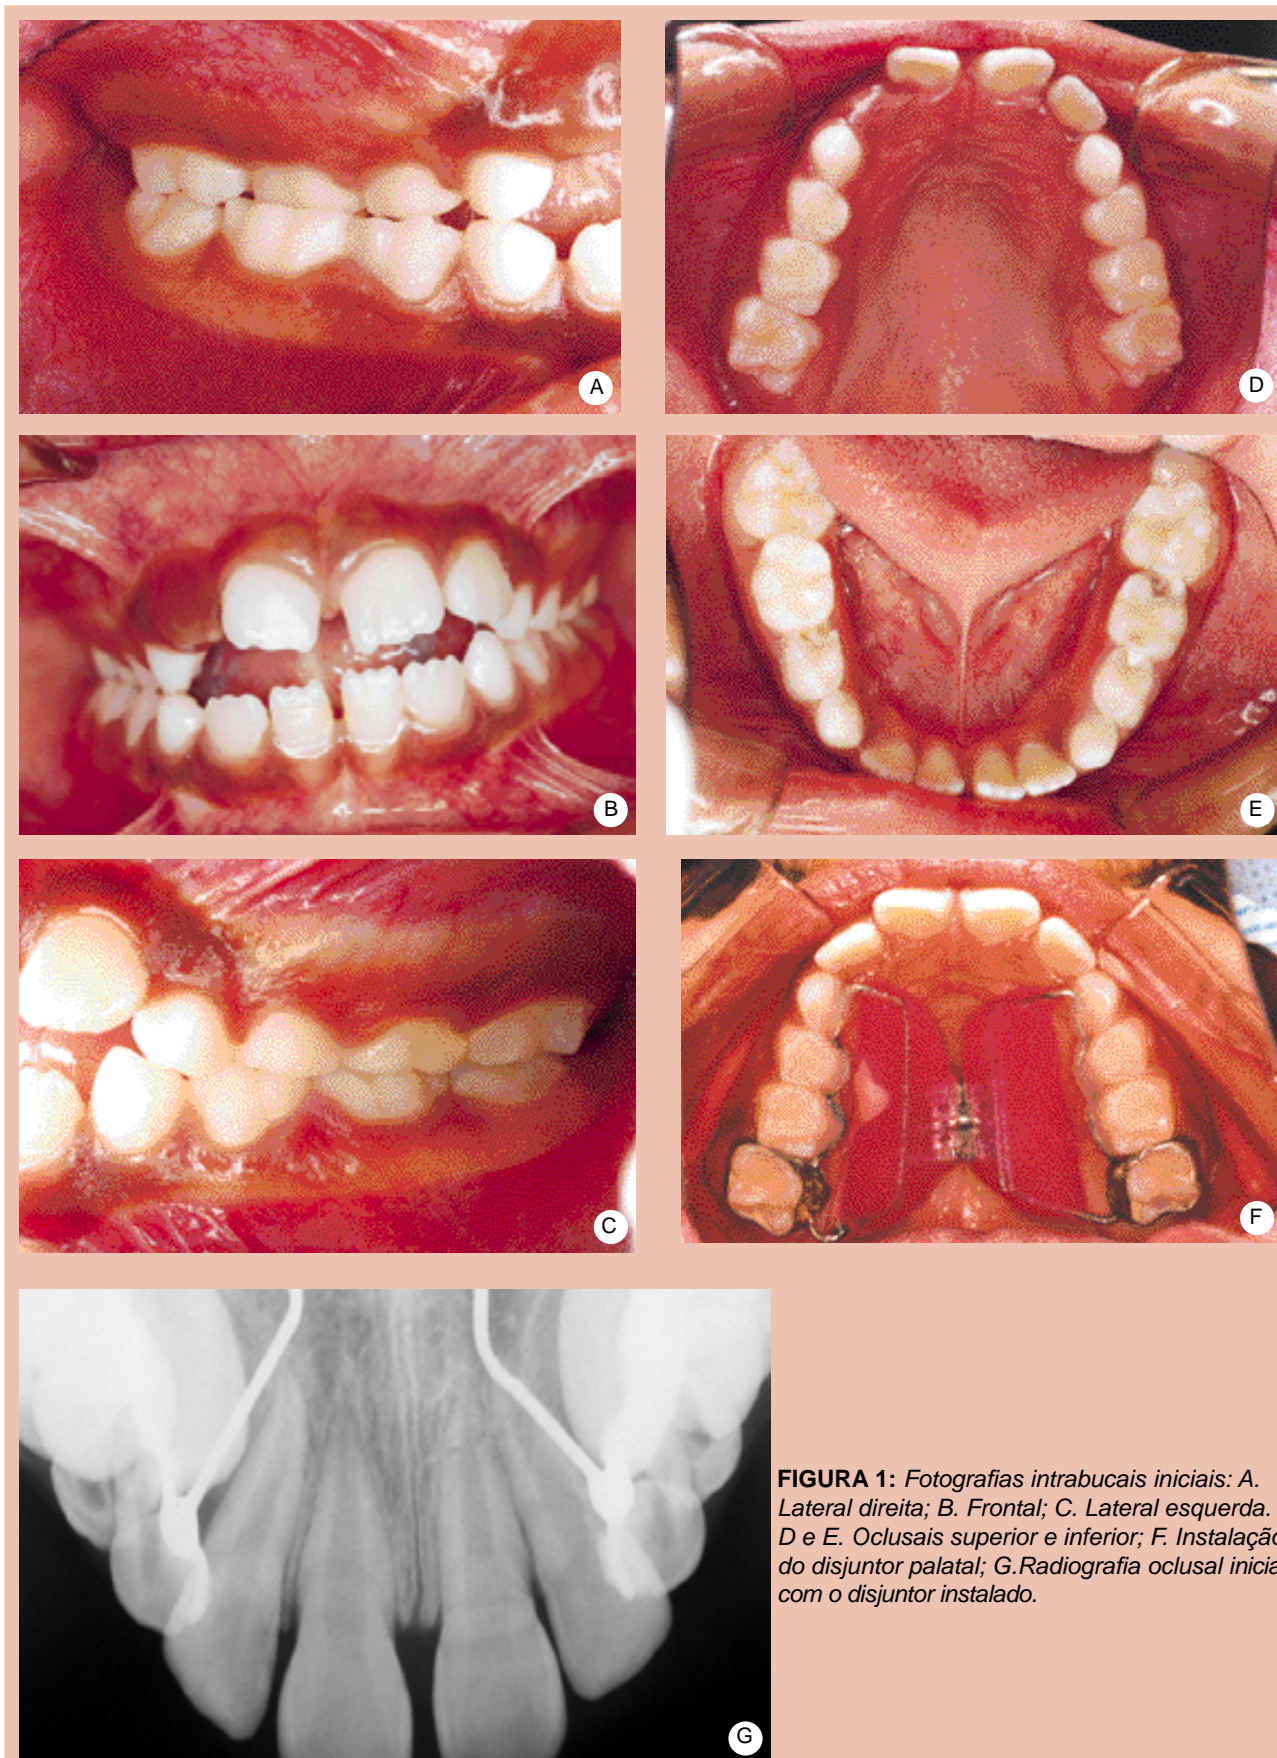 A
D
B
E
C
F
G
FIGURA 1: Fotografias intrabucais iniciais: A.
Lateral direita; B. Frontal; C. Lateral esquerda.
D e E. Oclusais superior e inferior; F. Instalação
do disjuntor palatal; G.Radiografia oclusal inicia
com o disjuntor instalado.